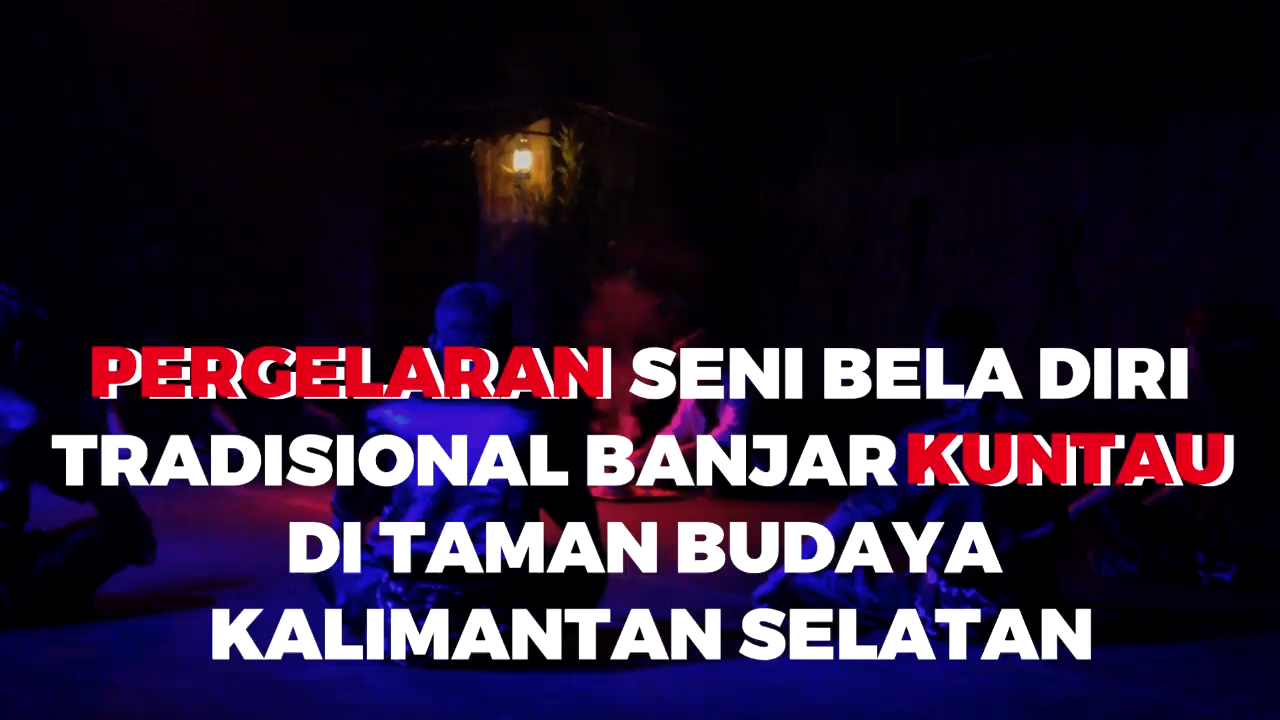 PERGELARAN SENI BELA DIRI
TRADISIONAL BANJAR KUNTAU
DI TAMAN BUDAYA
KALIMANTAN SELATAN